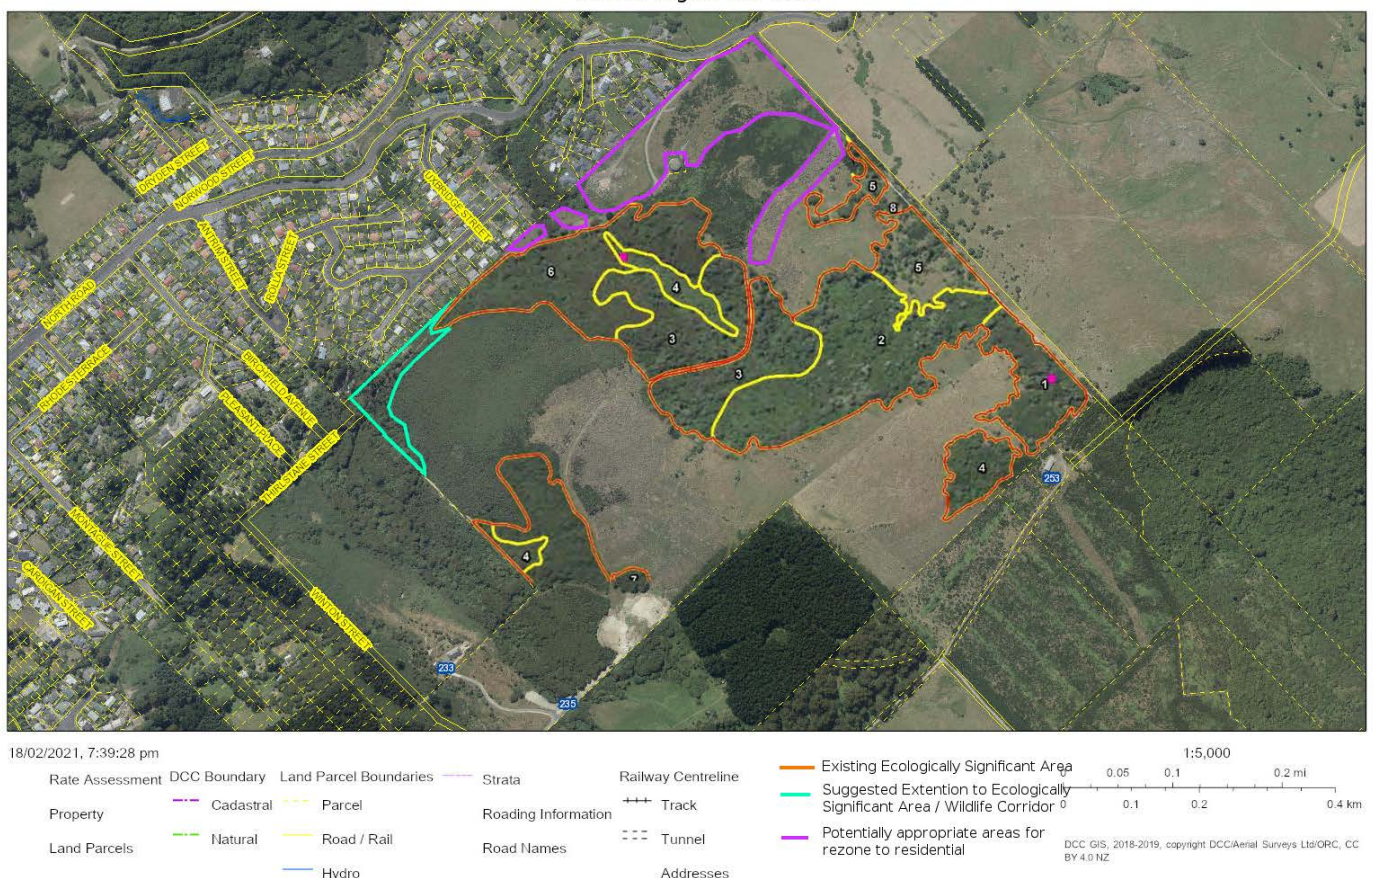 DRYDEN STREET
NORWOOD STREET
UXBRIDGE STREET
ANTRIM STREET
ROLLA STREET
NORTH ROAD
RHODES TERRACE
BIRCHFIELD AVENUE
PLEASANT PLACE
THIRLSTANE STREET
MONTAGUE STREET
CARDIGAN STREET
WINTON STREET
5
8
5
6
4
3
2
3
1
4
253
4
7
233
235
18/02/2021, 7:39:28 pm
1:5,000
Rate Assessment
Property
Land Parcels
DCC Boundary
Cadastral
Natural
Land Parcel Boundaries
Parcel
Road / Rail
Hydro
Strata
Roading Information
Road Names
Railway Centreline
Track
Tunnel
Addresses
Existing Ecologically Significant Area
Suggested Extention to Ecologically
Significant Area / Wildlife Corridor
Potentially appropriate areas for
rezone to residential
0 0.05 0.1 0.2 mi
0 0.1 0.2 0.4 km
DCC GIS, 2018-2019, copyright DCC/Aerial Surveys Ltd/ORC, CC
BY 4.0 NZ